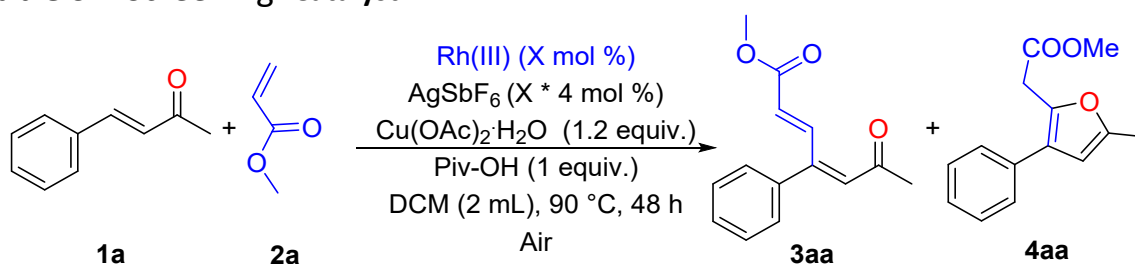 Rh(III) (X mol %)
AgSbF6 (X * 4 mol %)
Cu(OAc)2·H2O (1.2 equiv.)
Piv-OH (1 equiv.)
DCM (2 mL), 90 °C, 48 h
Air
O
+
O
O
1a
2a
O
O
O
3aa
+
COOMe
O
4aa